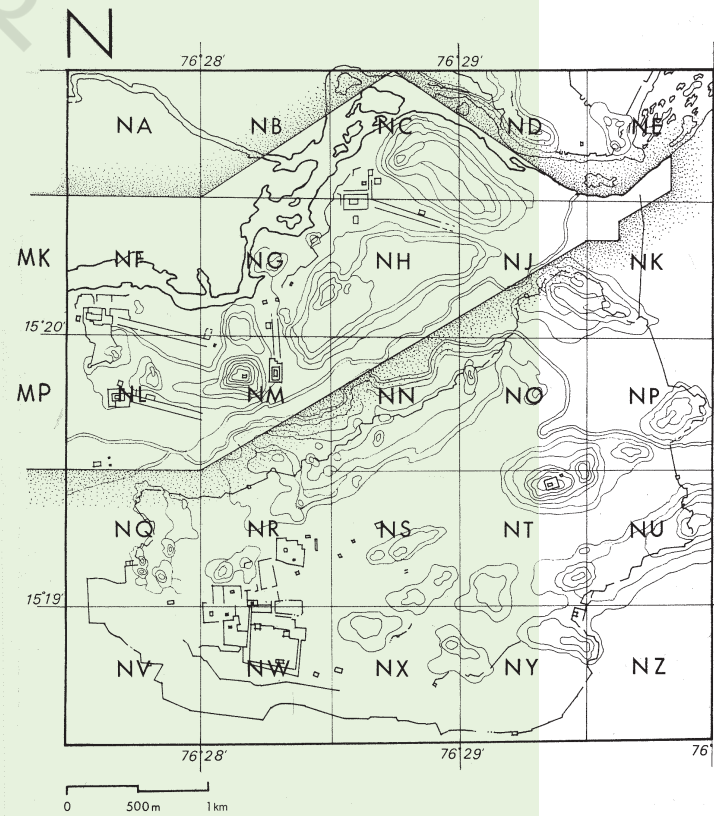 N
76°28' 76°29'
NA NB NC ND NE
MK NF NG NH NJ NK
15°20'
MP NL NM NN NO NP
NQ NR NS NT NU
15°19'
NV NW NX NY NZ
76°28' 76°29' 76°
0 500m 1km